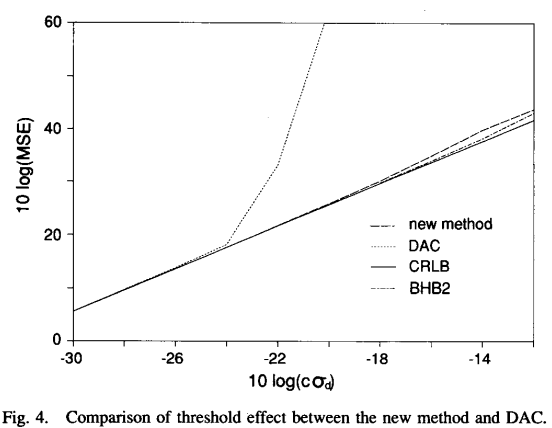 60
40
20
0
10 log(MSE)
new method
DAC
CRLB
BHB2
-30
-26
-22
-18
-14
10 log(cσd)
Fig. 4. Comparison of threshold effect between the new method and DAC.